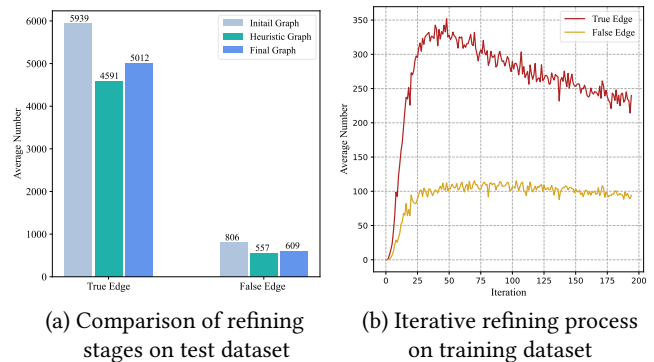 6000
5000
4000
3000
2000
1000
0
Average Number
5939
4591
5012
806
557
609
Initail Graph
Heuristic Graph
Final Graph
True Edge
False Edge
(a) Comparison of refining
stages on test dataset
350
300
250
200
150
100
50
0
Average Number
True Edge
False Edge
0 25 50 75 100 125 150 175 200
Iteration
(b) Iterative refining process
on training dataset